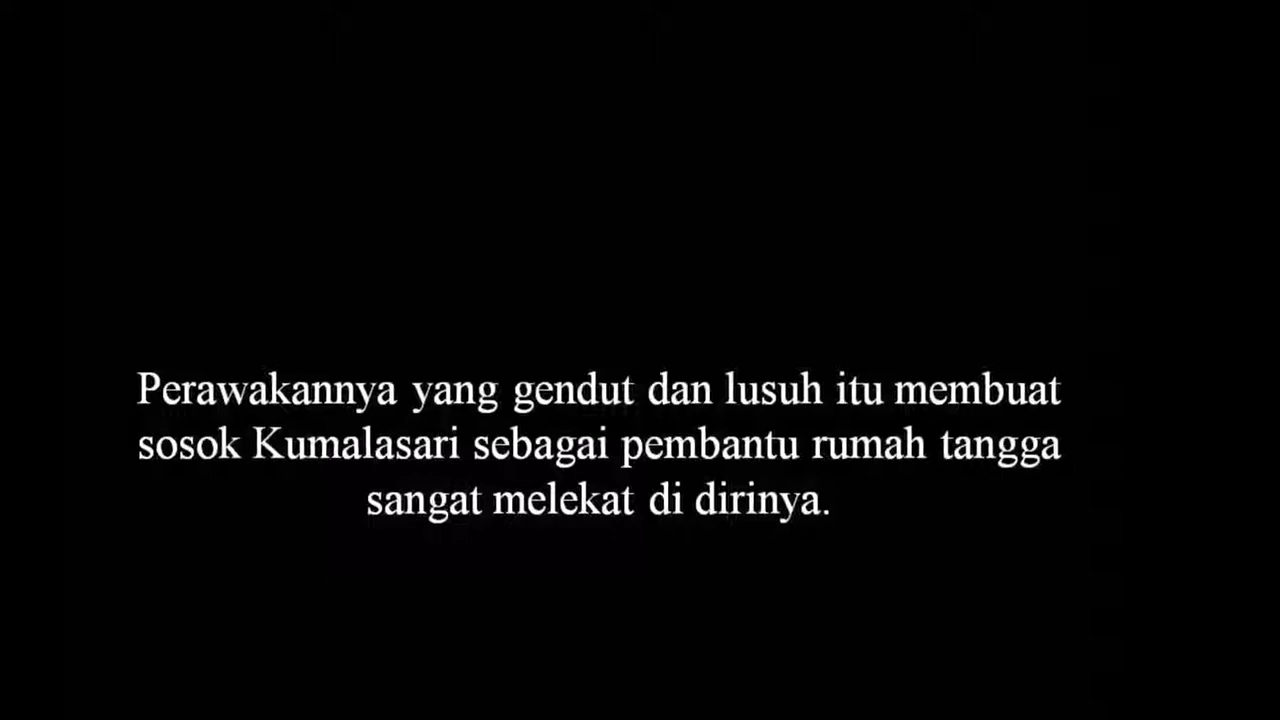 Perawakannya yang gendut dan lusuh itu membuat
sosok Kumalasari sebagai pembantu rumah tangga
sangat melekat di dirinya.